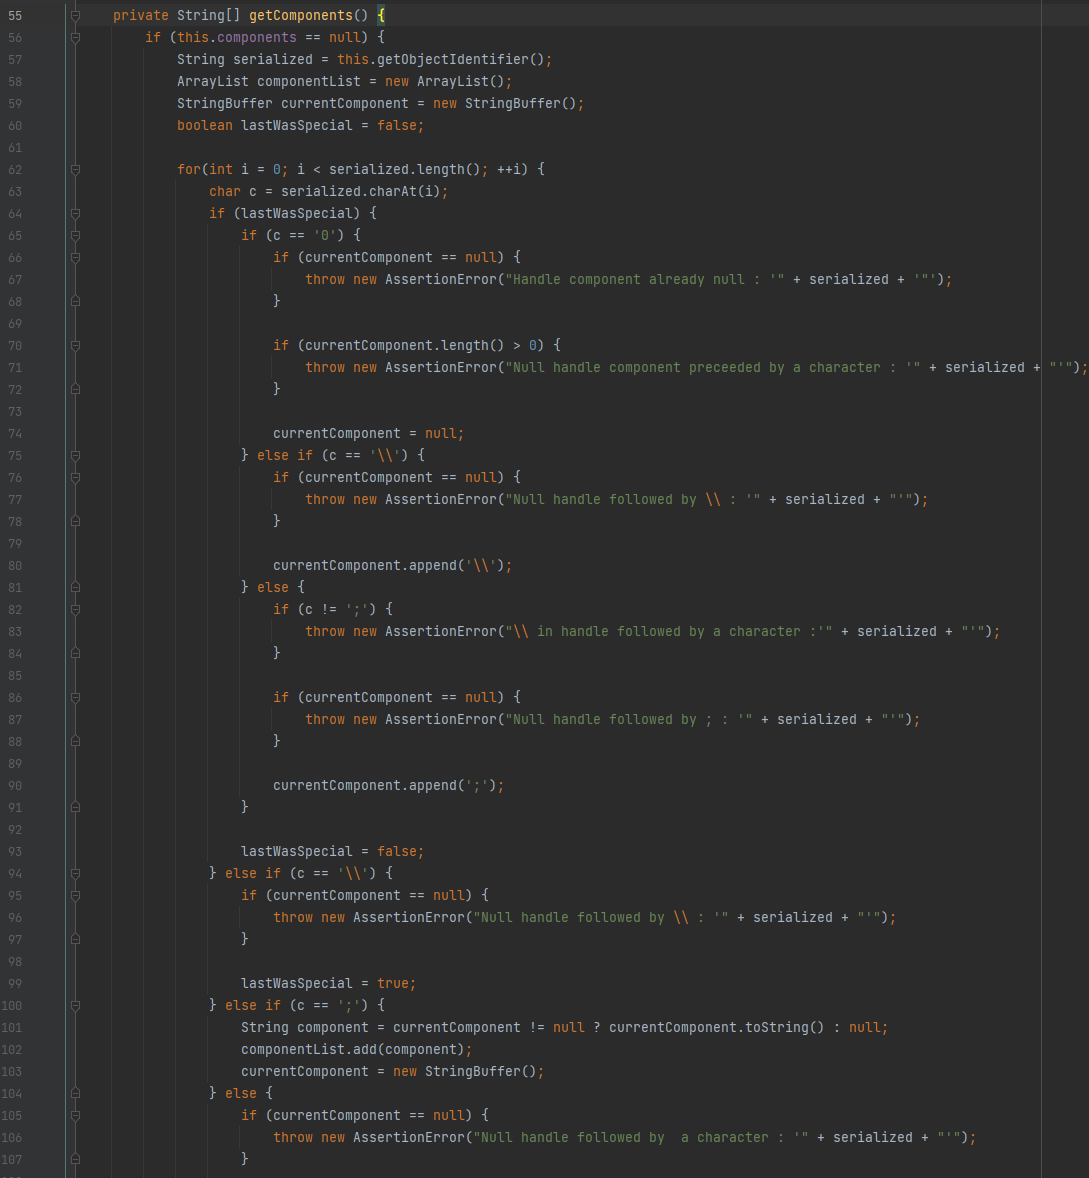 55 private String[] getComponents() {
56 if (this.components == null) {
57 String serialized = this.getObjectIdentifier();
58 ArrayList componentList = new ArrayList();
59 StringBuffer currentComponent = new StringBuffer();
60 boolean lastWasSpecial = false;
61
62 for(int i = 0; i < serialized.length(); ++i) {
63 char c = serialized.charAt(i);
64 if (lastWasSpecial) {
65 if (c == '0') {
66 if (currentComponent == null) {
67 throw new AssertionError("Handle component already null : '" + serialized + '"');
68 }
69
70 if (currentComponent.length() > 0) {
71 throw new AssertionError("Null handle component preceeded by a character : '" + serialized + "'");
72 }
73
74 currentComponent = null;
75 } else if (c == '\\') {
76 if (currentComponent == null) {
77 throw new AssertionError("Null handle followed by \\ : '" + serialized + "'");
78 }
79
80 currentComponent.append('\\');
81 } else {
82 if (c != ';') {
83 throw new AssertionError("\\ in handle followed by a character :'" + serialized + "'");
84 }
85
86 if (currentComponent == null) {
87 throw new AssertionError("Null handle followed by ; : '" + serialized + "'");
88 }
89
90 currentComponent.append(';');
91 }
92
93 lastWasSpecial = false;
94 } else if (c == '\\') {
95 if (currentComponent == null) {
96 throw new AssertionError("Null handle followed by \\ : '" + serialized + "'");
97 }
98
99 lastWasSpecial = true;
100 } else if (c == ';') {
101 String component = currentComponent != null ? currentComponent.toString() : null;
102 componentList.add(component);
103 currentComponent = new StringBuffer();
104 } else {
105 if (currentComponent == null) {
106 throw new AssertionError("Null handle followed by  a character : '" + serialized + "'");
107 }